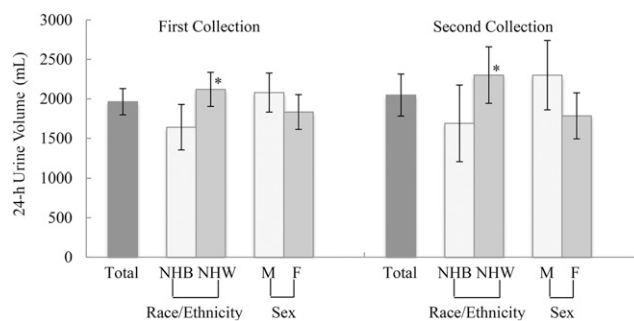 First Collection
Second Collection
24-h Urine Volume (mL)
3000
2500
2000
1500
1000
500
0
*
*
Total NHB NHW M F Total NHB NHW M F
Race/Ethnicity Sex Race/Ethnicity Sex